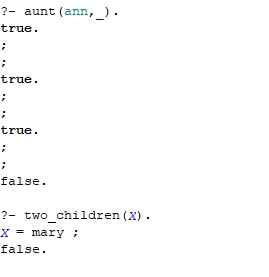 ?- aunt(ann,_).
true.
;
;
true.
;
;
true.
;
;
false.

?- two_children(X).
X = mary ;
false.